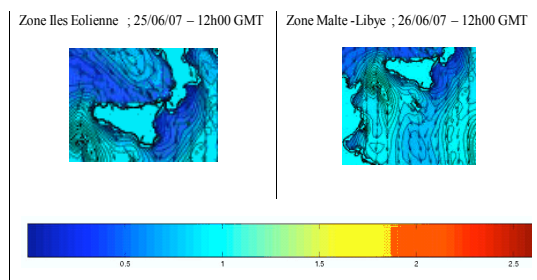 Zone Iles Eolienne ; 25/06/07 – 12h00 GMT
Zone Malte -Libye ; 26/06/07 – 12h00 GMT
0.5 1 1.5 2 2.5